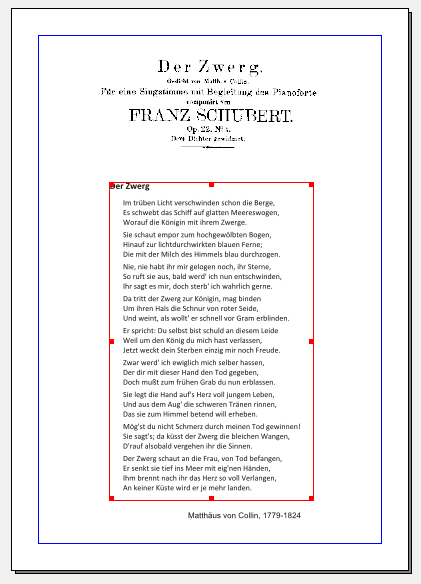 Der Zwerg.
Gedicht von Matthäus Collin.
Für eine Singstimme mit Begleitung des Pianoforte
componirt von
FRANZ SCHUBERT.
Op. 22. Nº 1.
Dem Dichter gewidmet.
Der Zwerg
Im trüben Licht verschwinden schon die Berge,
Es schwebt das Schiff auf glatten Meereswogen,
Worauf die Königin mit ihrem Zwerge.
Sie schaut empor zum hochgewölbten Bogen,
Hinauf zur lichtdurchwirkten blauen Ferne;
Die mit der Milch des Himmels blau durchzogen.
Nie, nie habt ihr mir gelogen noch, ihr Sterne,
So ruft sie aus, bald werd' ich nun entschwinden,
Ihr sagt es mir, doch sterb' ich wahrlich gerne.
Da tritt der Zwerg zur Königin, mag binden
Um ihren Hals die Schnur von roter Seide,
Und weint, als wollt' er schnell vor Gram erblinden.
Er spricht: Du selbst bist schuld an diesem Leide
Weil um den König du mich hast verlassen,
Jetzt weckt dein Sterben einzig mir noch Freude.
Zwar werd' ich ewiglich mich selber hassen,
Der dir mit dieser Hand den Tod gegeben,
Doch mußt zum frühen Grab du nun erblassen.
Sie legt die Hand auf's Herz voll jungem Leben,
Und aus dem Aug' die schweren Tränen rinnen,
Das sie zum Himmel betend will erheben.
Mög'st du nicht Schmerz durch meinen Tod gewinnen!
Sie sagt's; da küsst der Zwerg die bleichen Wangen,
D'rauf alsobald vergehen ihr die Sinnen.
Der Zwerg schaut an die Frau, von Tod befangen,
Er senkt sie tief ins Meer mit eig'nen Händen,
Ihm brennt nach ihr das Herz so voll Verlangen,
An keiner Küste wird er je mehr landen.
Matthäus von Collin, 1779-1824